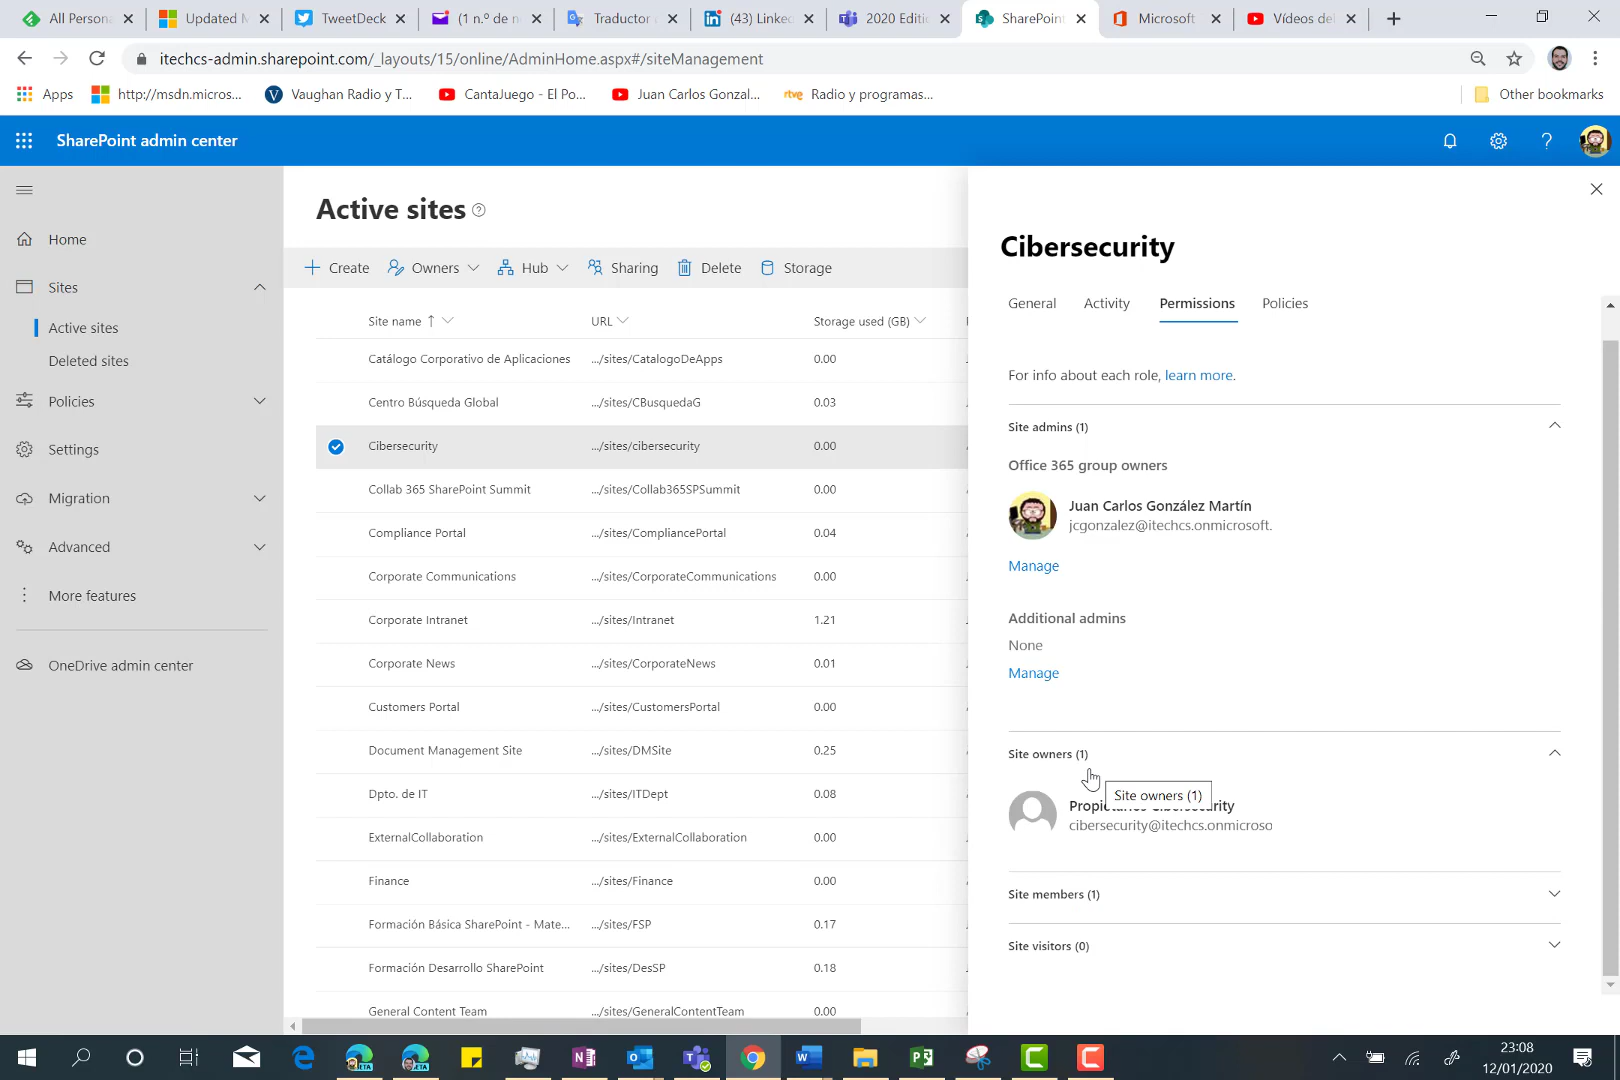 All Persona
Updated M
TweetDeck
(1 n.º de n
Traductor
(43) Linke
2020 Editi
SharePoint
Microsoft
Vídeos del
itechcs-admin.sharepoint.com/_layouts/15/online/AdminHome.aspx#/siteManagement
Apps
http://msdn.micros...
Vaughan Radio y T...
CantaJuego - El Po...
Juan Carlos Gonzal...
rtve
Radio y programas...
Other bookmarks
SharePoint admin center
Home
Sites
Active sites
Deleted sites
Policies
Settings
Migration
Advanced
More features
OneDrive admin center
Active sites
Create
Owners
Hub
Sharing
Delete
Storage
Site name
URL
Storage used (GB)
Catálogo Corporativo de Aplicaciones .../sites/CatalogoDeApps 0.00
Centro Búsqueda Global .../sites/CBusquedaG 0.03
Cibersecurity .../sites/cibersecurity 0.00
Collab 365 SharePoint Summit .../sites/Collab365SPSummit 0.00
Compliance Portal .../sites/CompliancePortal 0.04
Corporate Communications .../sites/CorporateCommunications 0.00
Corporate Intranet .../sites/Intranet 1.21
Corporate News .../sites/CorporateNews 0.01
Customers Portal .../sites/CustomersPortal 0.00
Document Management Site .../sites/DMSite 0.25
Dpto. de IT .../sites/ITDept 0.08
ExternalCollaboration .../sites/ExternalCollaboration 0.00
Finance .../sites/Finance 0.00
Formación Básica SharePoint - Mate... .../sites/FSP 0.17
Formación Desarrollo SharePoint .../sites/DesSP 0.18
General Content Team .../sites/GeneralContentTeam 0.00
Cibersecurity
General
Activity
Permissions
Policies
For info about each role, learn more.
Site admins (1)
Office 365 group owners
Juan Carlos González Martín
jcgonzalez@itechcs.onmicrosoft.
Manage
Additional admins
None
Manage
Site owners (1)
Site owners (1)
Propietarios Cibersecurity
cibersecurity@itechcs.onmicroso
Site members (1)
Site visitors (0)
23:08
12/01/2020